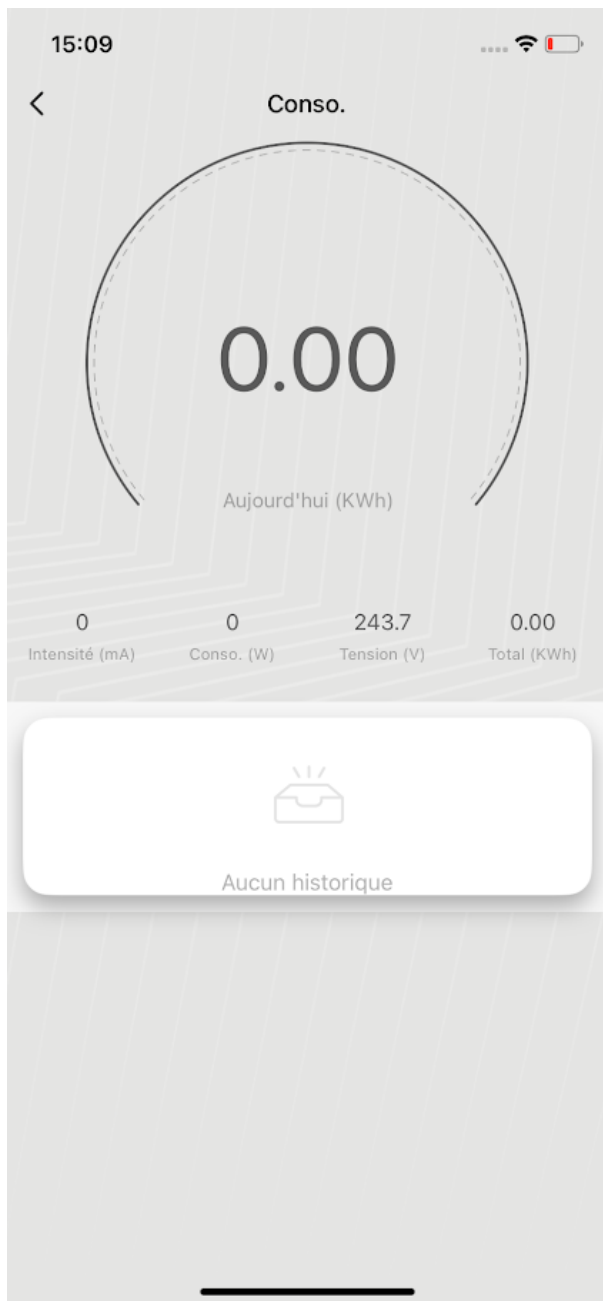 15:09
Conso.
0.00
Aujourd'hui (KWh)
0 0 243.7 0.00
Intensité (mA) Conso. (W) Tension (V) Total (KWh)
Aucun historique